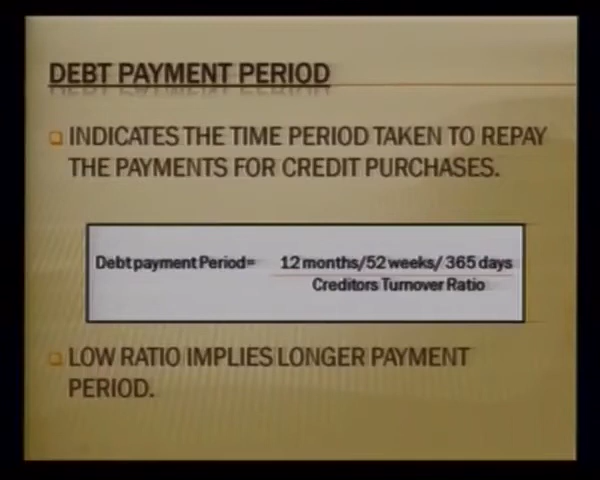 DEBT PAYMENT PERIOD
INDICATES THE TIME PERIOD TAKEN TO REPAY
THE PAYMENTS FOR CREDIT PURCHASES.
Debt payment Period= 12 months/52 weeks/ 365 days
Creditors Turnover Ratio
LOW RATIO IMPLIES LONGER PAYMENT
PERIOD.